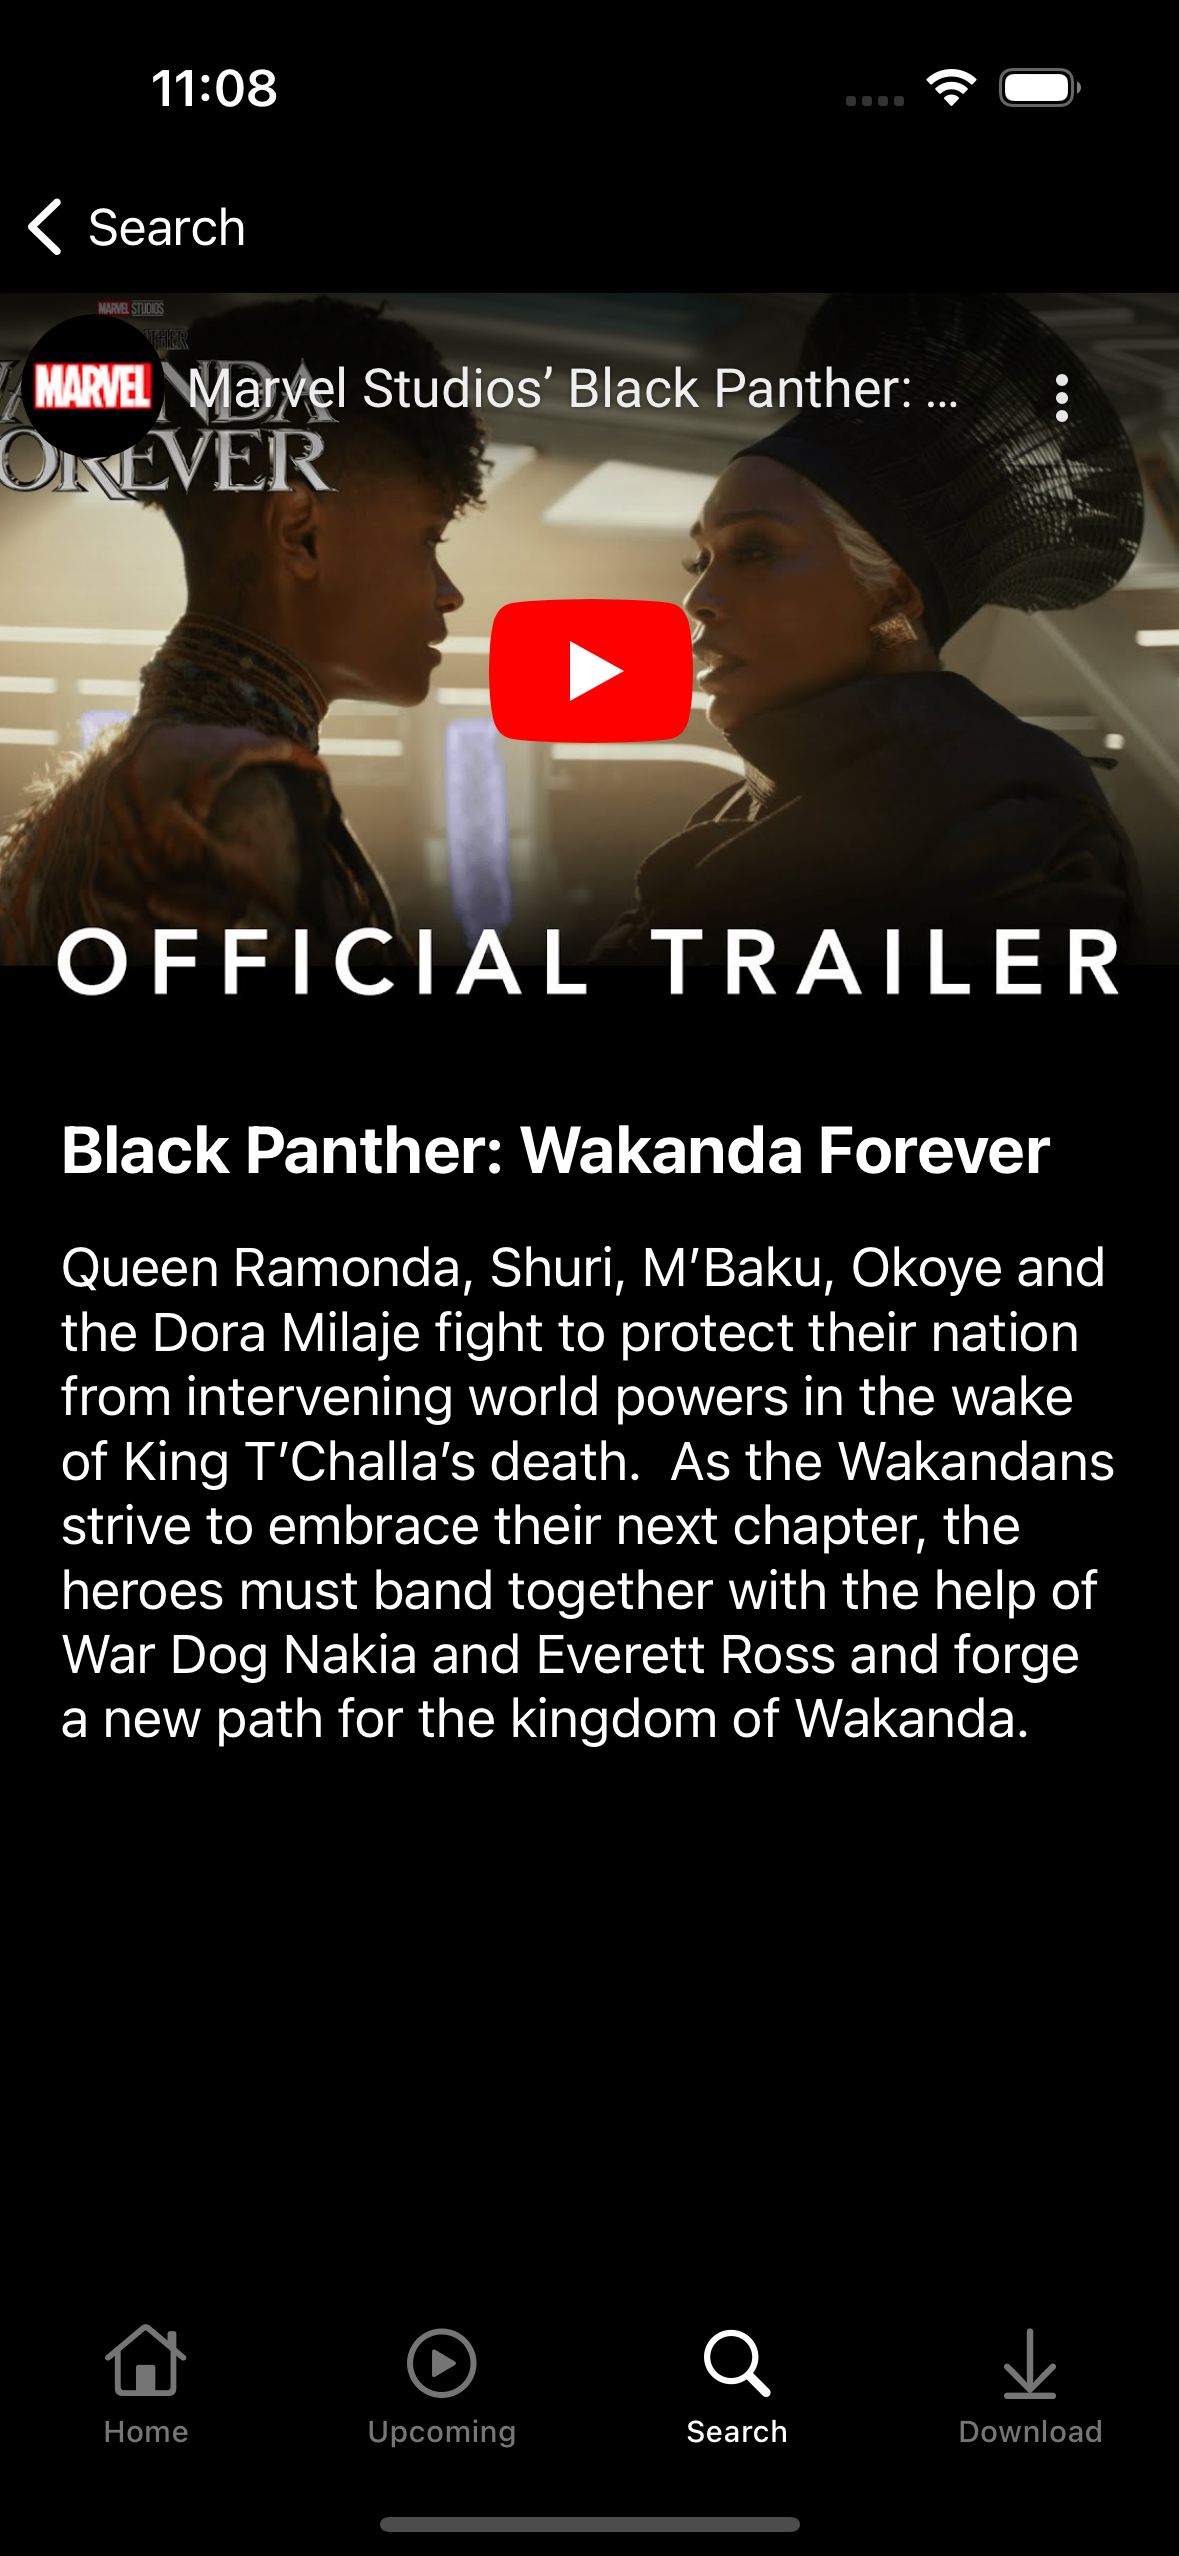 11:08
Search
MARVEL STUDIOS
MARVEL
Marvel Studios’ Black Panther: ...
FOREVER
OFFICIAL TRAILER
Black Panther: Wakanda Forever
Queen Ramonda, Shuri, M’Baku, Okoye and
the Dora Milaje fight to protect their nation
from intervening world powers in the wake
of King T’Challa’s death.  As the Wakandans
strive to embrace their next chapter, the
heroes must band together with the help of
War Dog Nakia and Everett Ross and forge
a new path for the kingdom of Wakanda.
Home
Upcoming
Search
Download